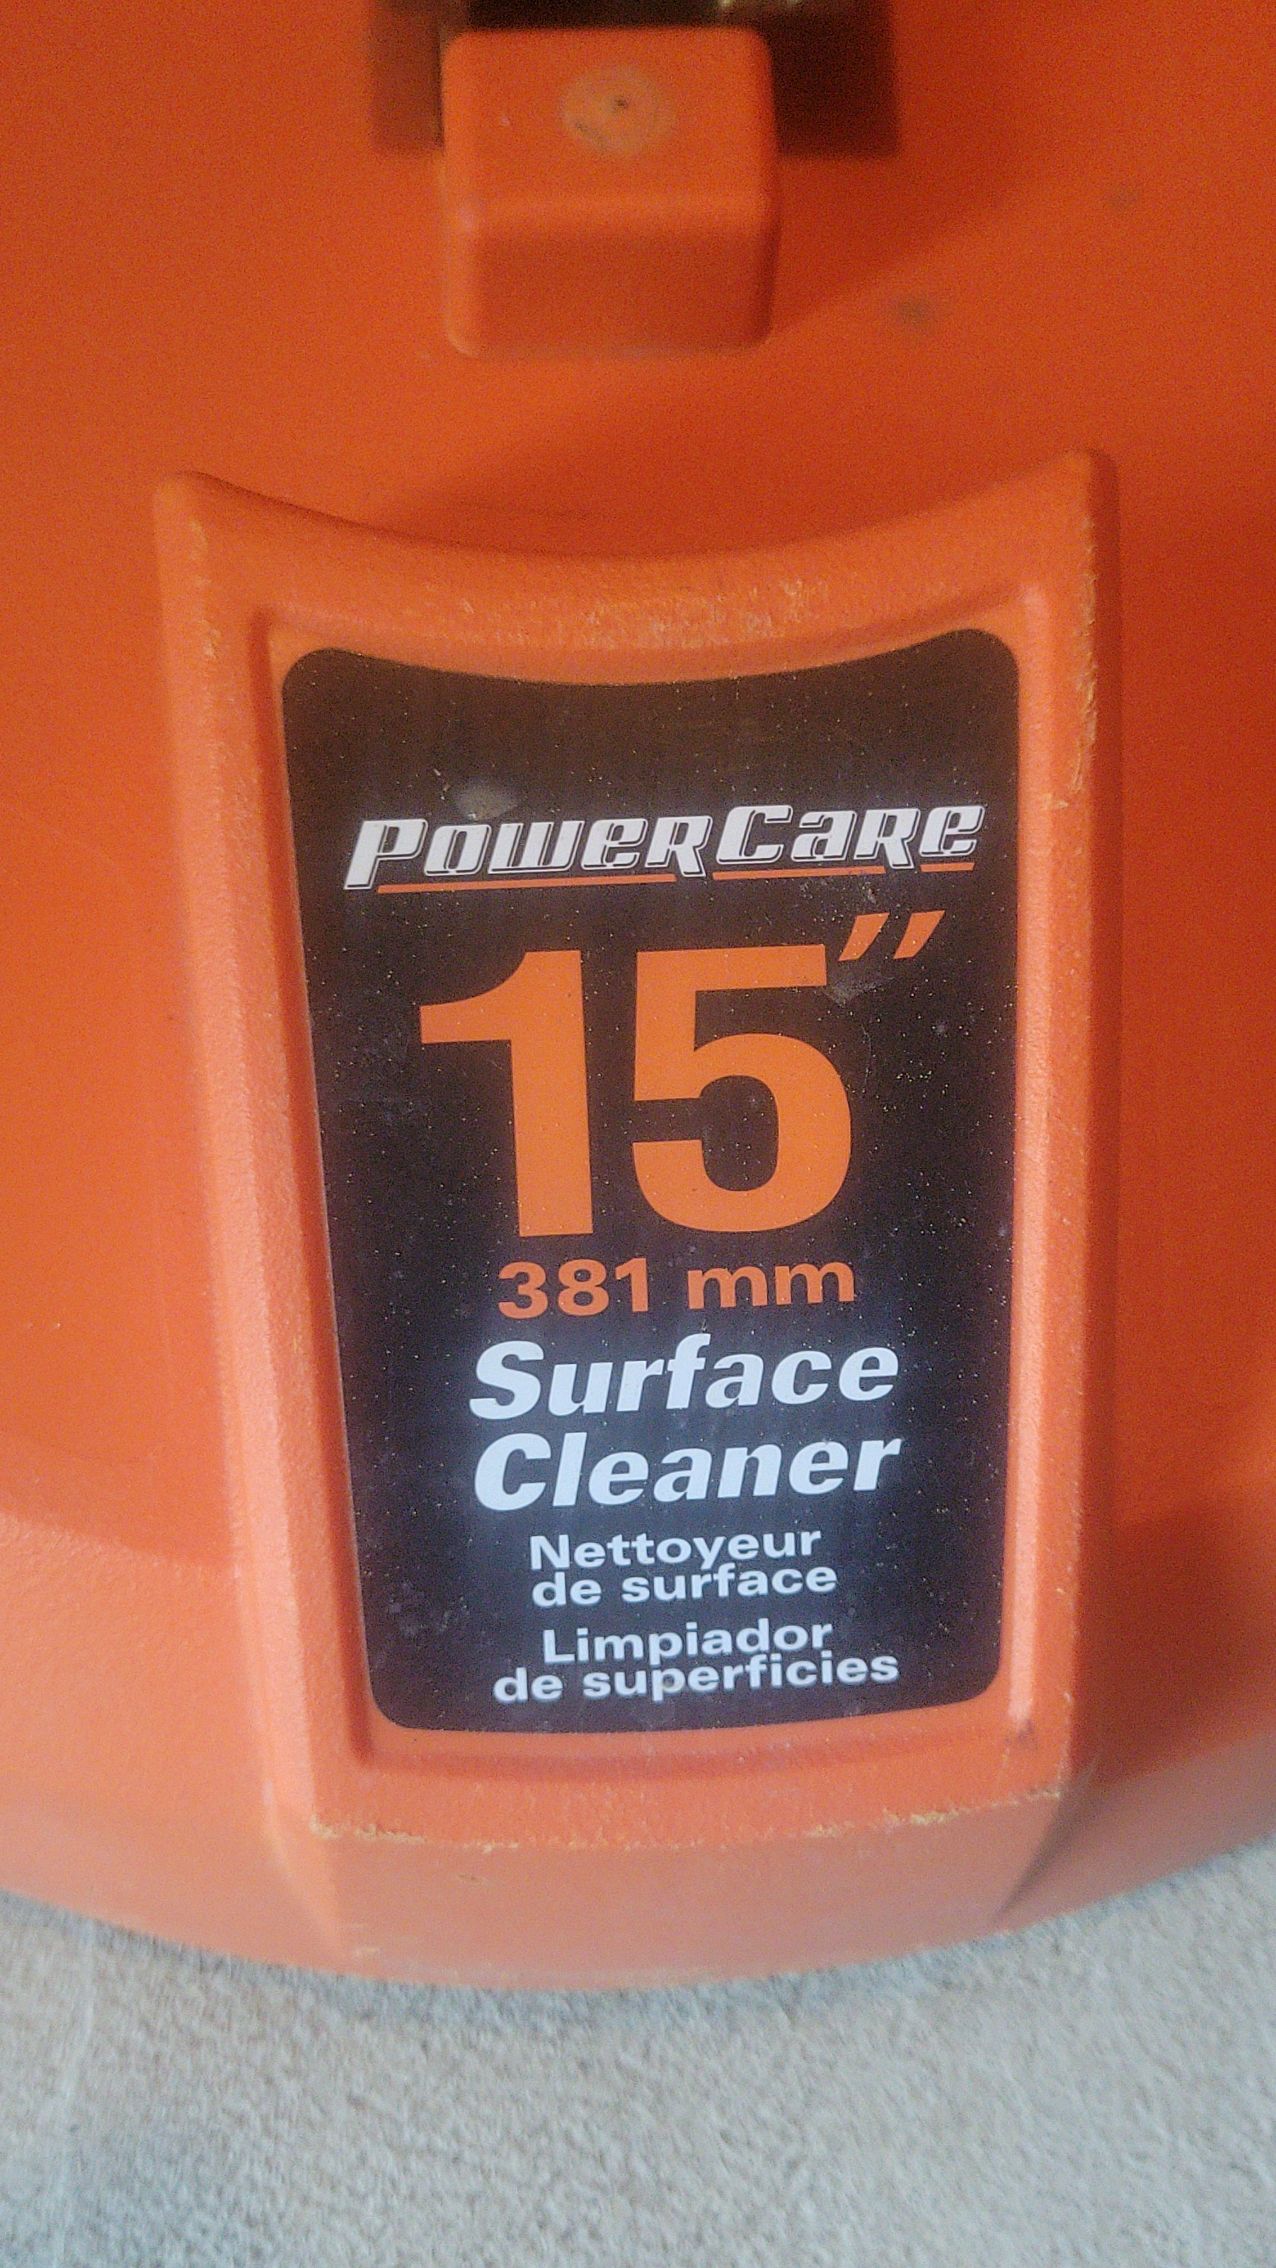 PowerCare
15"
381 mm
Surface
Cleaner
Nettoyeur
de surface
Limpiador
de superficies